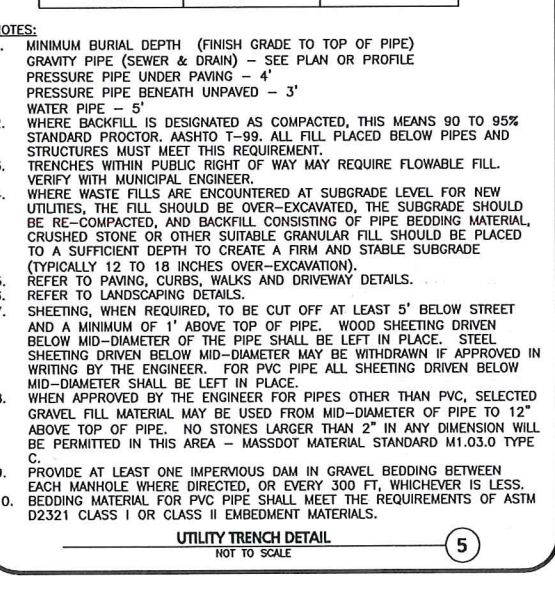 NOTES:
1. MINIMUM BURIAL DEPTH (FINISH GRADE TO TOP OF PIPE)
GRAVITY PIPE (SEWER & DRAIN) – SEE PLAN OR PROFILE
PRESSURE PIPE UNDER PAVING – 4'
PRESSURE PIPE BENEATH UNPAVED – 3'
WATER PIPE – 5'
2. WHERE BACKFILL IS DESIGNATED AS COMPACTED, THIS MEANS 90 TO 95%
STANDARD PROCTOR. AASHTO T–99. ALL FILL PLACED BELOW PIPES AND
STRUCTURES MUST MEET THIS REQUIREMENT.
3. TRENCHES WITHIN PUBLIC RIGHT OF WAY MAY REQUIRE FLOWABLE FILL.
VERIFY WITH MUNICIPAL ENGINEER.
4. WHERE WASTE FILLS ARE ENCOUNTERED AT SUBGRADE LEVEL FOR NEW
UTILITIES, THE FILL SHOULD BE OVER–EXCAVATED, THE SUBGRADE SHOULD
BE RE–COMPACTED, AND BACKFILL CONSISTING OF PIPE BEDDING MATERIAL,
CRUSHED STONE OR OTHER SUITABLE GRANULAR FILL SHOULD BE PLACED
TO A SUFFICIENT DEPTH TO CREATE A FIRM AND STABLE SUBGRADE
(TYPICALLY 12 TO 18 INCHES OVER–EXCAVATION).
5. REFER TO PAVING, CURBS, WALKS AND DRIVEWAY DETAILS.
6. REFER TO LANDSCAPING DETAILS.
7. SHEETING, WHEN REQUIRED, TO BE CUT OFF AT LEAST 5' BELOW STREET
AND A MINIMUM OF 1' ABOVE TOP OF PIPE. WOOD SHEETING DRIVEN
BELOW MID–DIAMETER OF THE PIPE SHALL BE LEFT IN PLACE. STEEL
SHEETING DRIVEN BELOW MID–DIAMETER MAY BE WITHDRAWN IF APPROVED IN
WRITING BY THE ENGINEER. FOR PVC PIPE ALL SHEETING DRIVEN BELOW
MID–DIAMETER SHALL BE LEFT IN PLACE.
8. WHEN APPROVED BY THE ENGINEER FOR PIPES OTHER THAN PVC, SELECTED
GRAVEL FILL MATERIAL MAY BE USED FROM MID–DIAMETER OF PIPE TO 12"
ABOVE TOP OF PIPE. NO STONES LARGER THAN 2" IN ANY DIMENSION WILL
BE PERMITTED IN THIS AREA – MASSDOT MATERIAL STANDARD M1.03.0 TYPE
C.
9. PROVIDE AT LEAST ONE IMPERVIOUS DAM IN GRAVEL BEDDING BETWEEN
EACH MANHOLE WHERE DIRECTED, OR EVERY 300 FT, WHICHEVER IS LESS.
10. BEDDING MATERIAL FOR PVC PIPE SHALL MEET THE REQUIREMENTS OF ASTM
D2321 CLASS I OR CLASS II EMBEDMENT MATERIALS.
UTILITY TRENCH DETAIL
NOT TO SCALE
5